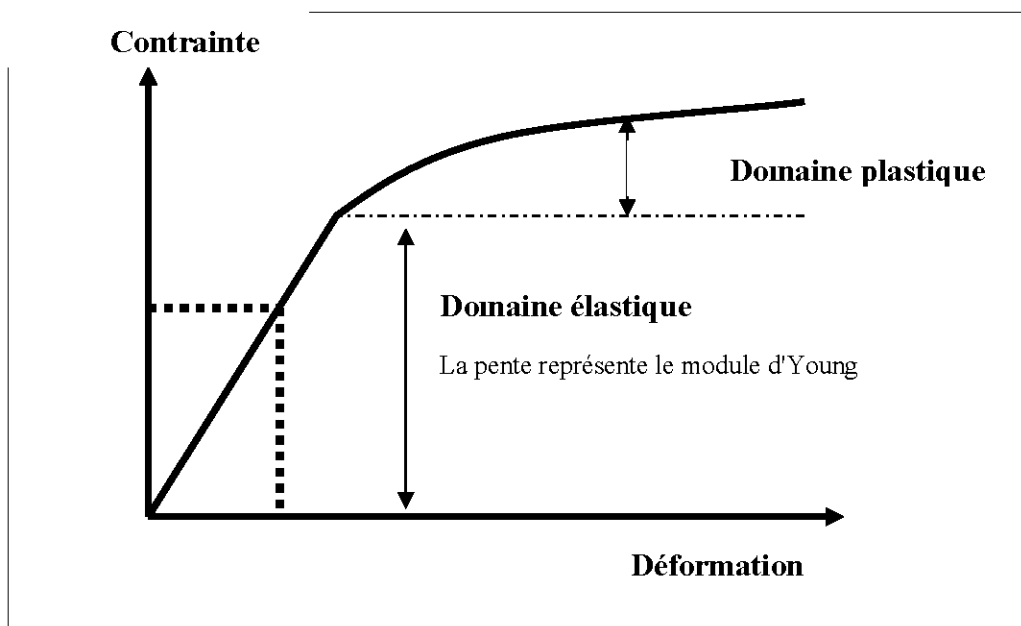 Contrainte
Domaine plastique
Domaine élastique
La pente représente le module d'Young
Déformation